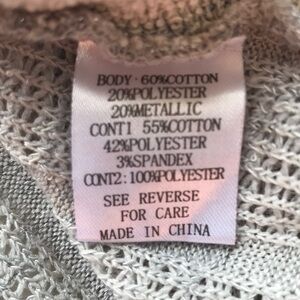 BODY:60%COTTON
20%POLYESTER
20%METALLIC
CONT1 55%COTTON
42%POLYESTER
3%SPANDEX
CONT2:100%POLYESTER
SEE REVERSE
FOR CARE
MADE IN CHINA